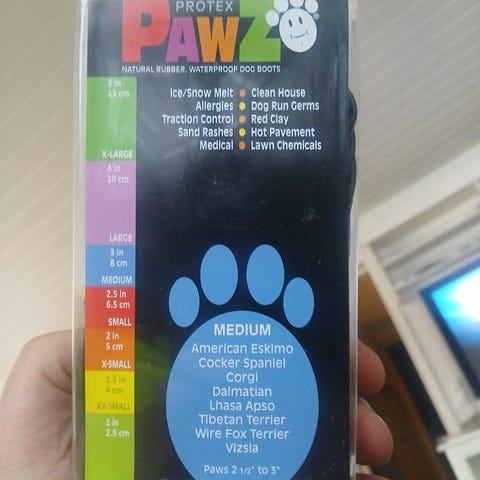 PROTEX
PAWZ
NATURAL RUBBER, WATERPROOF DOG BOOTS
Ice/Snow Melt • Clean House
Allergies • Dog Run Germs
Traction Control • Red Clay
Sand Rashes • Hot Pavement
Medical • Lawn Chemicals
5 in
13 cm
X-LARGE
4 in
10 cm
LARGE
3 in
8 cm
MEDIUM
2.5 in
6.5 cm
SMALL
2 in
5 cm
X-SMALL
1.5 in
4 cm
XX-SMALL
1 in
2.5 cm
MEDIUM
American Eskimo
Cocker Spaniel
Corgi
Dalmatian
Lhasa Apso
Tibetan Terrier
Wire Fox Terrier
Vizsla
Paws 2 1/2" to 3"